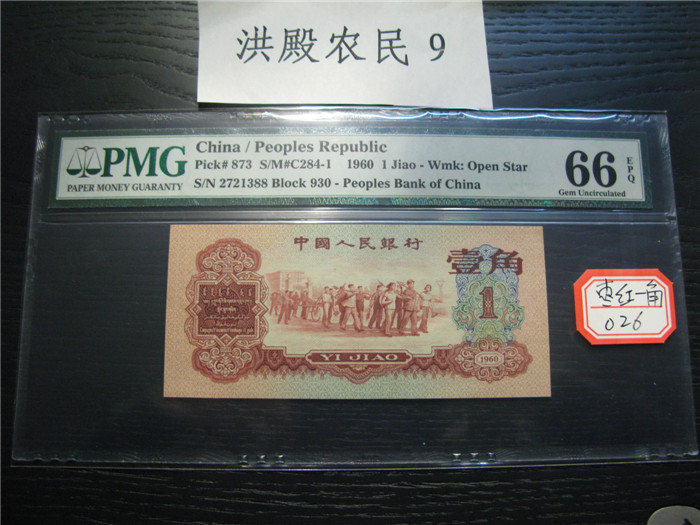 洪殿农民 9
PMG
PAPER MONEY GUARANTY
China / Peoples Republic
Pick# 873 S/M#C284-1 1960 1 Jiao - Wmk: Open Star
S/N 2721388 Block 930 - Peoples Bank of China
66 EPQ
Gem Uncirculated
中國人民銀行
壹角
1
YI JIAO
1960
枣红一角
026